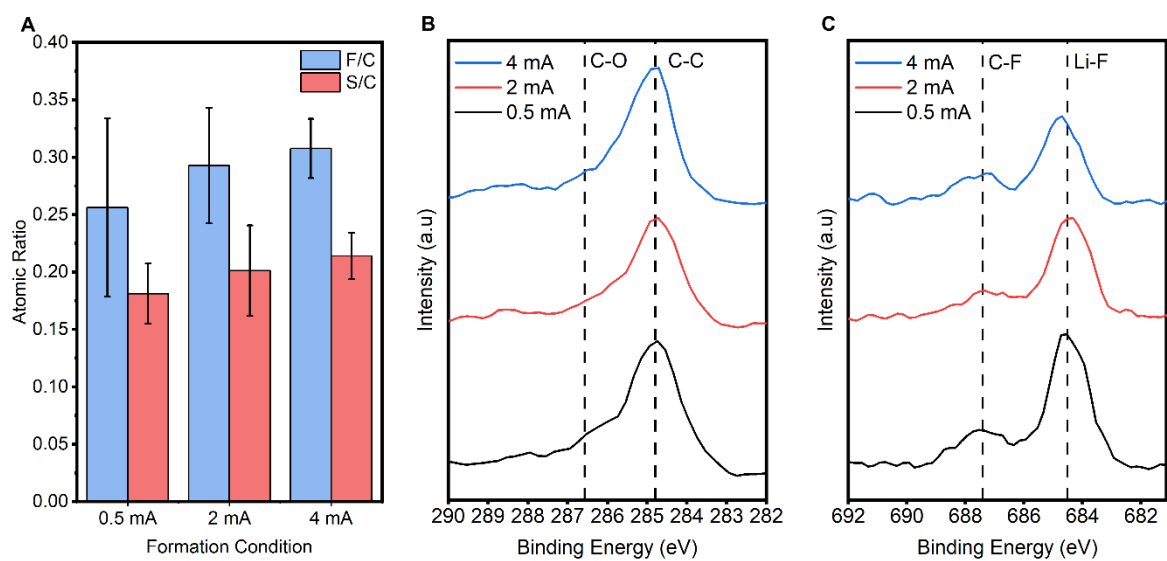 A
0.40
0.35
0.30
0.25
0.20
0.15
0.10
0.05
0.00
Atomic Ratio
F/C
S/C
0.5 mA
2 mA
4 mA
Formation Condition
B
4 mA
2 mA
0.5 mA
C-O
C-C
Intensity (a.u)
290 289 288 287 286 285 284 283 282
Binding Energy (eV)
C
4 mA
2 mA
0.5 mA
C-F
Li-F
Intensity (a.u)
692 690 688 686 684 682
Binding Energy (eV)